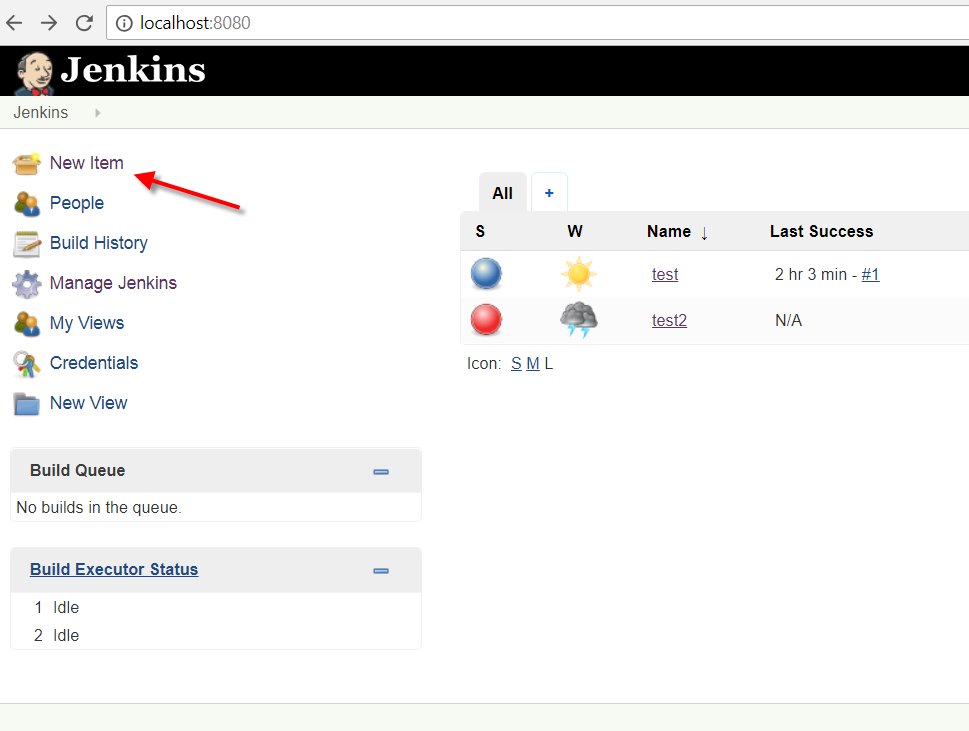 localhost:8080
Jenkins
Jenkins
New Item
People
Build History
Manage Jenkins
My Views
Credentials
New View
Build Queue
No builds in the queue.
Build Executor Status
1 Idle
2 Idle
All +
S W Name ↓ Last Success
test 2 hr 3 min - #1
test2 N/A
Icon: S M L